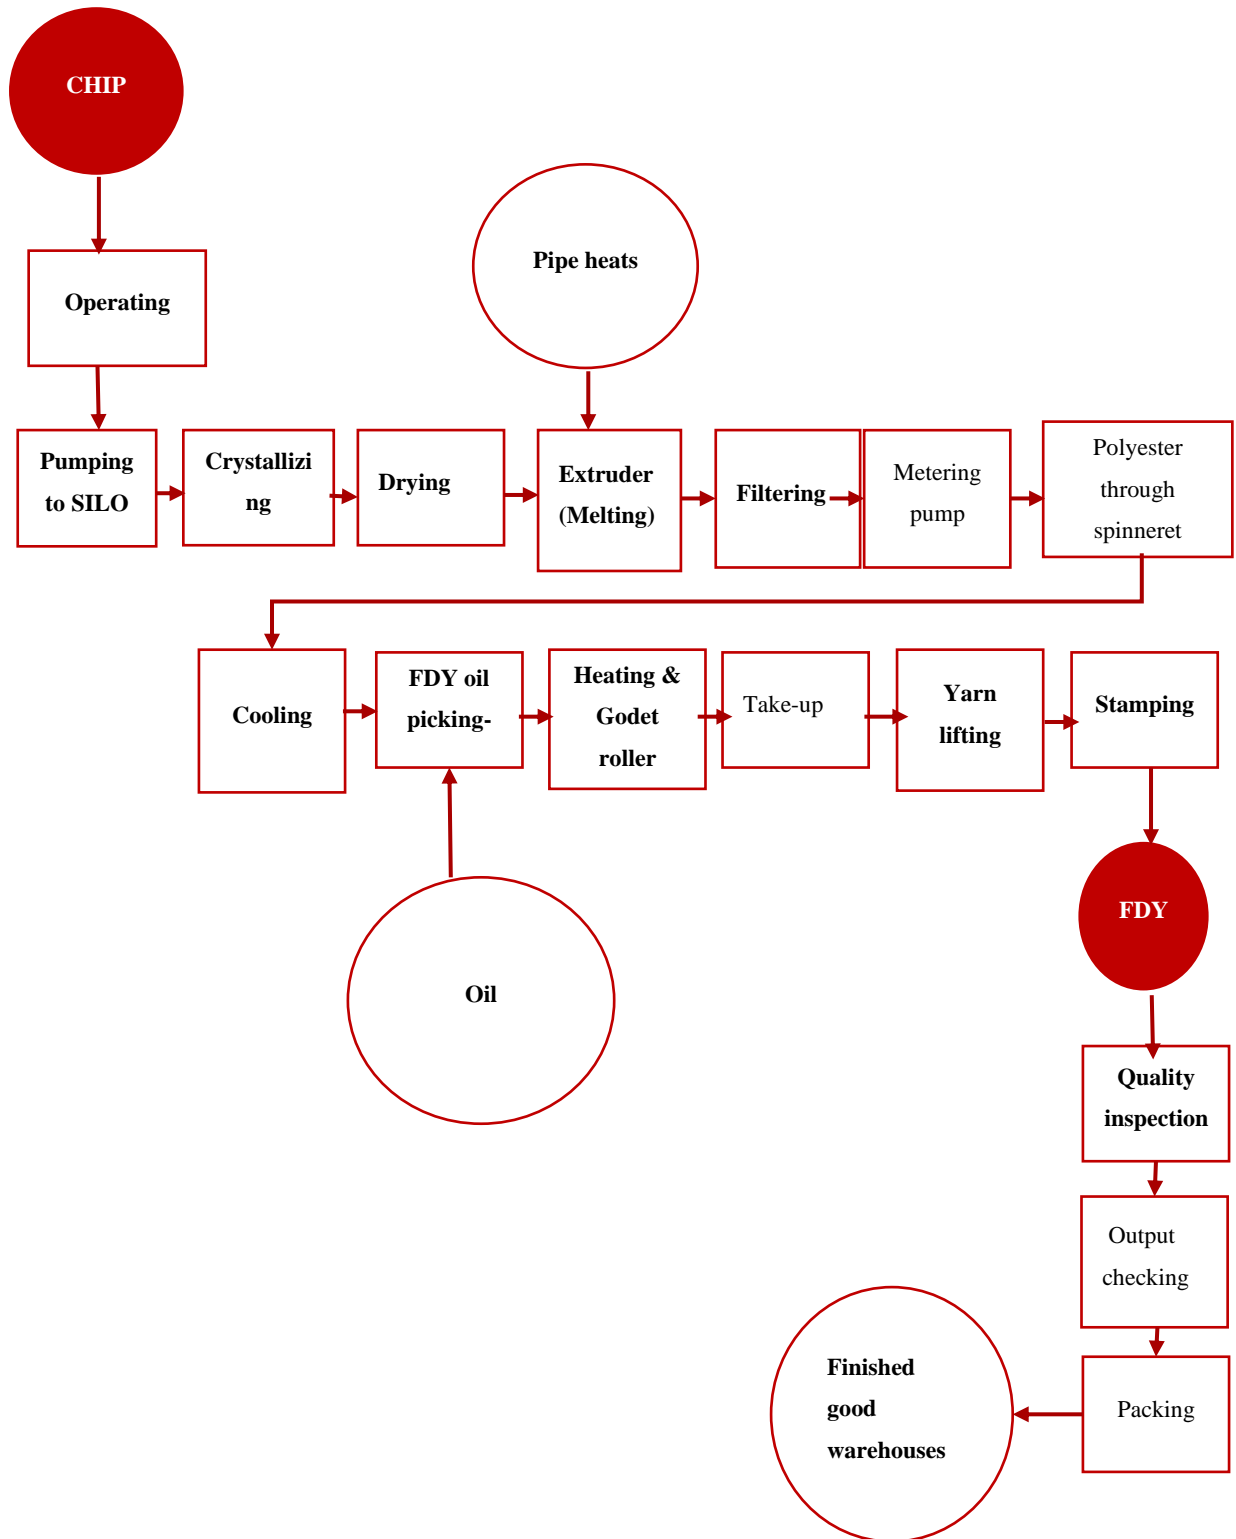 CHIP
Pipe heats
Operating
Pumping
to SILO
Crystallizi
ng
Drying
Extruder
(Melting)
Filtering
Metering
pump
Polyester
through
spinneret
Cooling
FDY oil
picking-
Heating &
Godet
roller
Take-up
Yarn
lifting
Stamping
FDY
Oil
Quality
inspection
Output
checking
Finished
good
warehouses
Packing